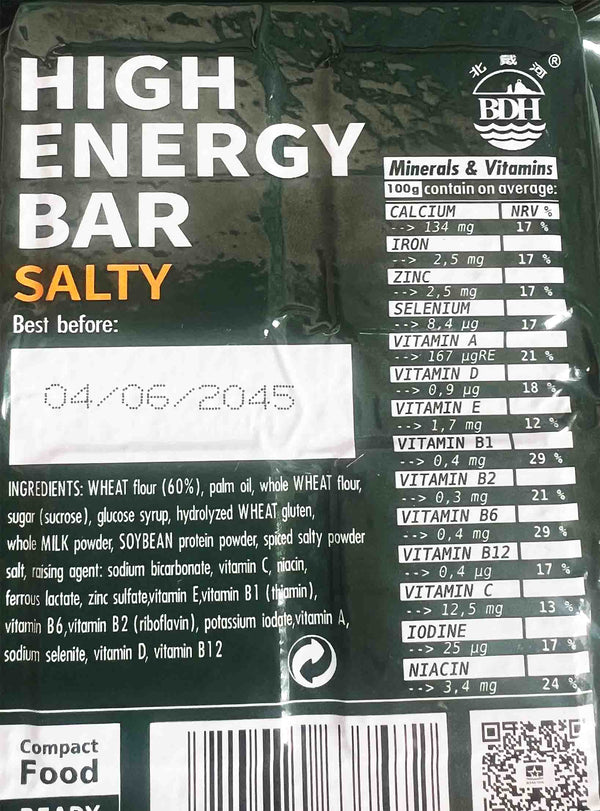 HIGH
ENERGY
BAR
SALTY
Best before:
04/06/2045
INGREDIENTS: WHEAT flour (60%), palm oil, whole WHEAT flour,
sugar (sucrose), glucose syrup, hydrolyzed WHEAT gluten,
whole MILK powder, SOYBEAN protein powder, spiced salty powder
salt, raising agent: sodium bicarbonate, vitamin C, niacin,
ferrous lactate, zinc sulfate,vitamin E,vitamin B1 (thiamin),
vitamin B6,vitamin B2 (riboflavin), potassium iodate,vitamin A,
sodium selenite, vitamin D, vitamin B12
Compact
Food
READY
北戴河®
BDH
Minerals & Vitamins
100g contain on average:
CALCIUM NRV %
--> 134 mg 17 %
IRON
--> 2,5 mg 17 %
ZINC
--> 2,5 mg 17 %
SELENIUM
--> 8,4 µg 17
VITAMIN A
--> 167 µgRE 21 %
VITAMIN D
--> 0,9 µg 18 %
VITAMIN E
--> 1,7 mg 12 %
VITAMIN B1
--> 0,4 mg 29 %
VITAMIN B2
--> 0,3 mg 21 %
VITAMIN B6
--> 0,4 mg 29 %
VITAMIN B12
--> 0,4 µg 17 %
VITAMIN C
--> 12,5 mg 13 %
IODINE
--> 25 µg 17 %
NIACIN
--> 3,4 mg 24 %